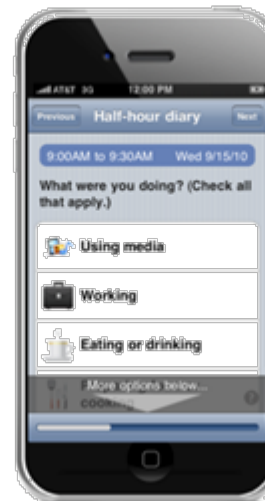 AT&T 3G 12:00 PM
Previous Half-hour diary Next
9:00AM to 9:30AM Wed 9/15/10
What were you doing? (Check all
that apply.)
Using media
Working
Eating or drinking
More options below...
cooking